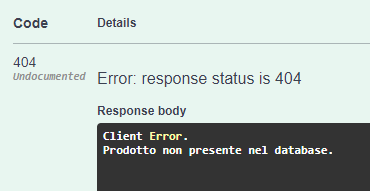 Code Details
404
Undocumented
Error: response status is 404
Response body
Client Error.
Prodotto non presente nel database.